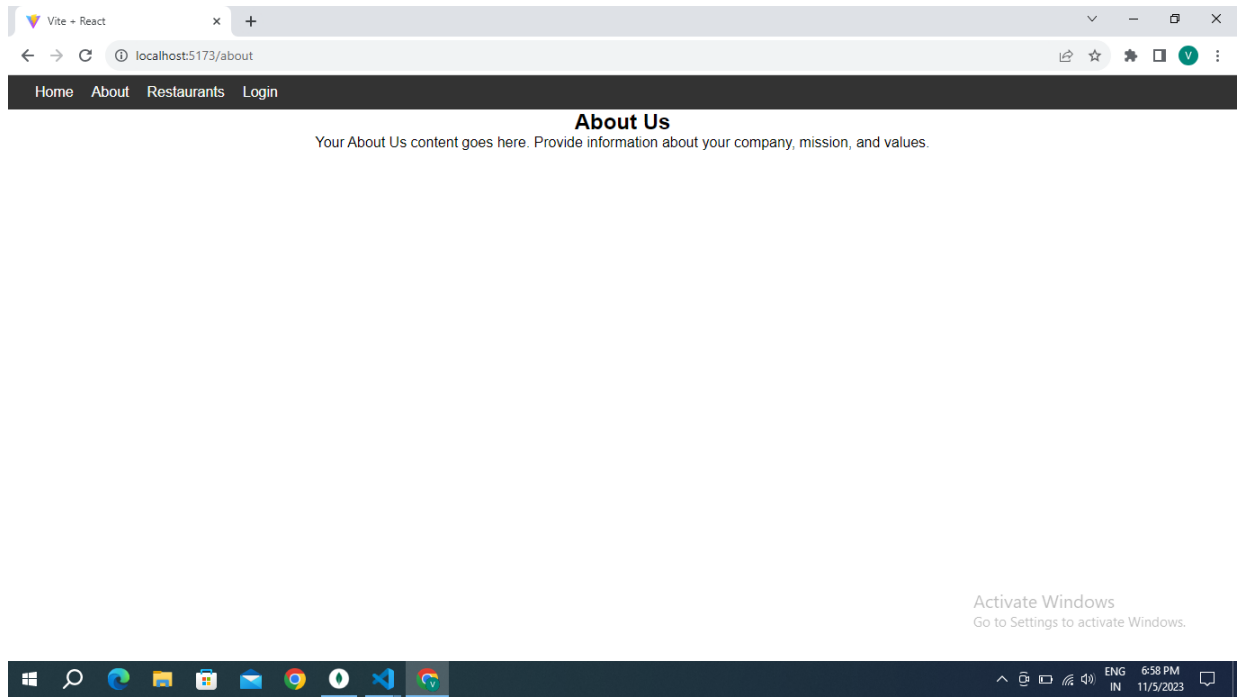 Vite + React
localhost:5173/about
V
Home About Restaurants Login
About Us
Your About Us content goes here. Provide information about your company, mission, and values.
Activate Windows
Go to Settings to activate Windows.
V
ENG 6:58 PM
IN 11/5/2023